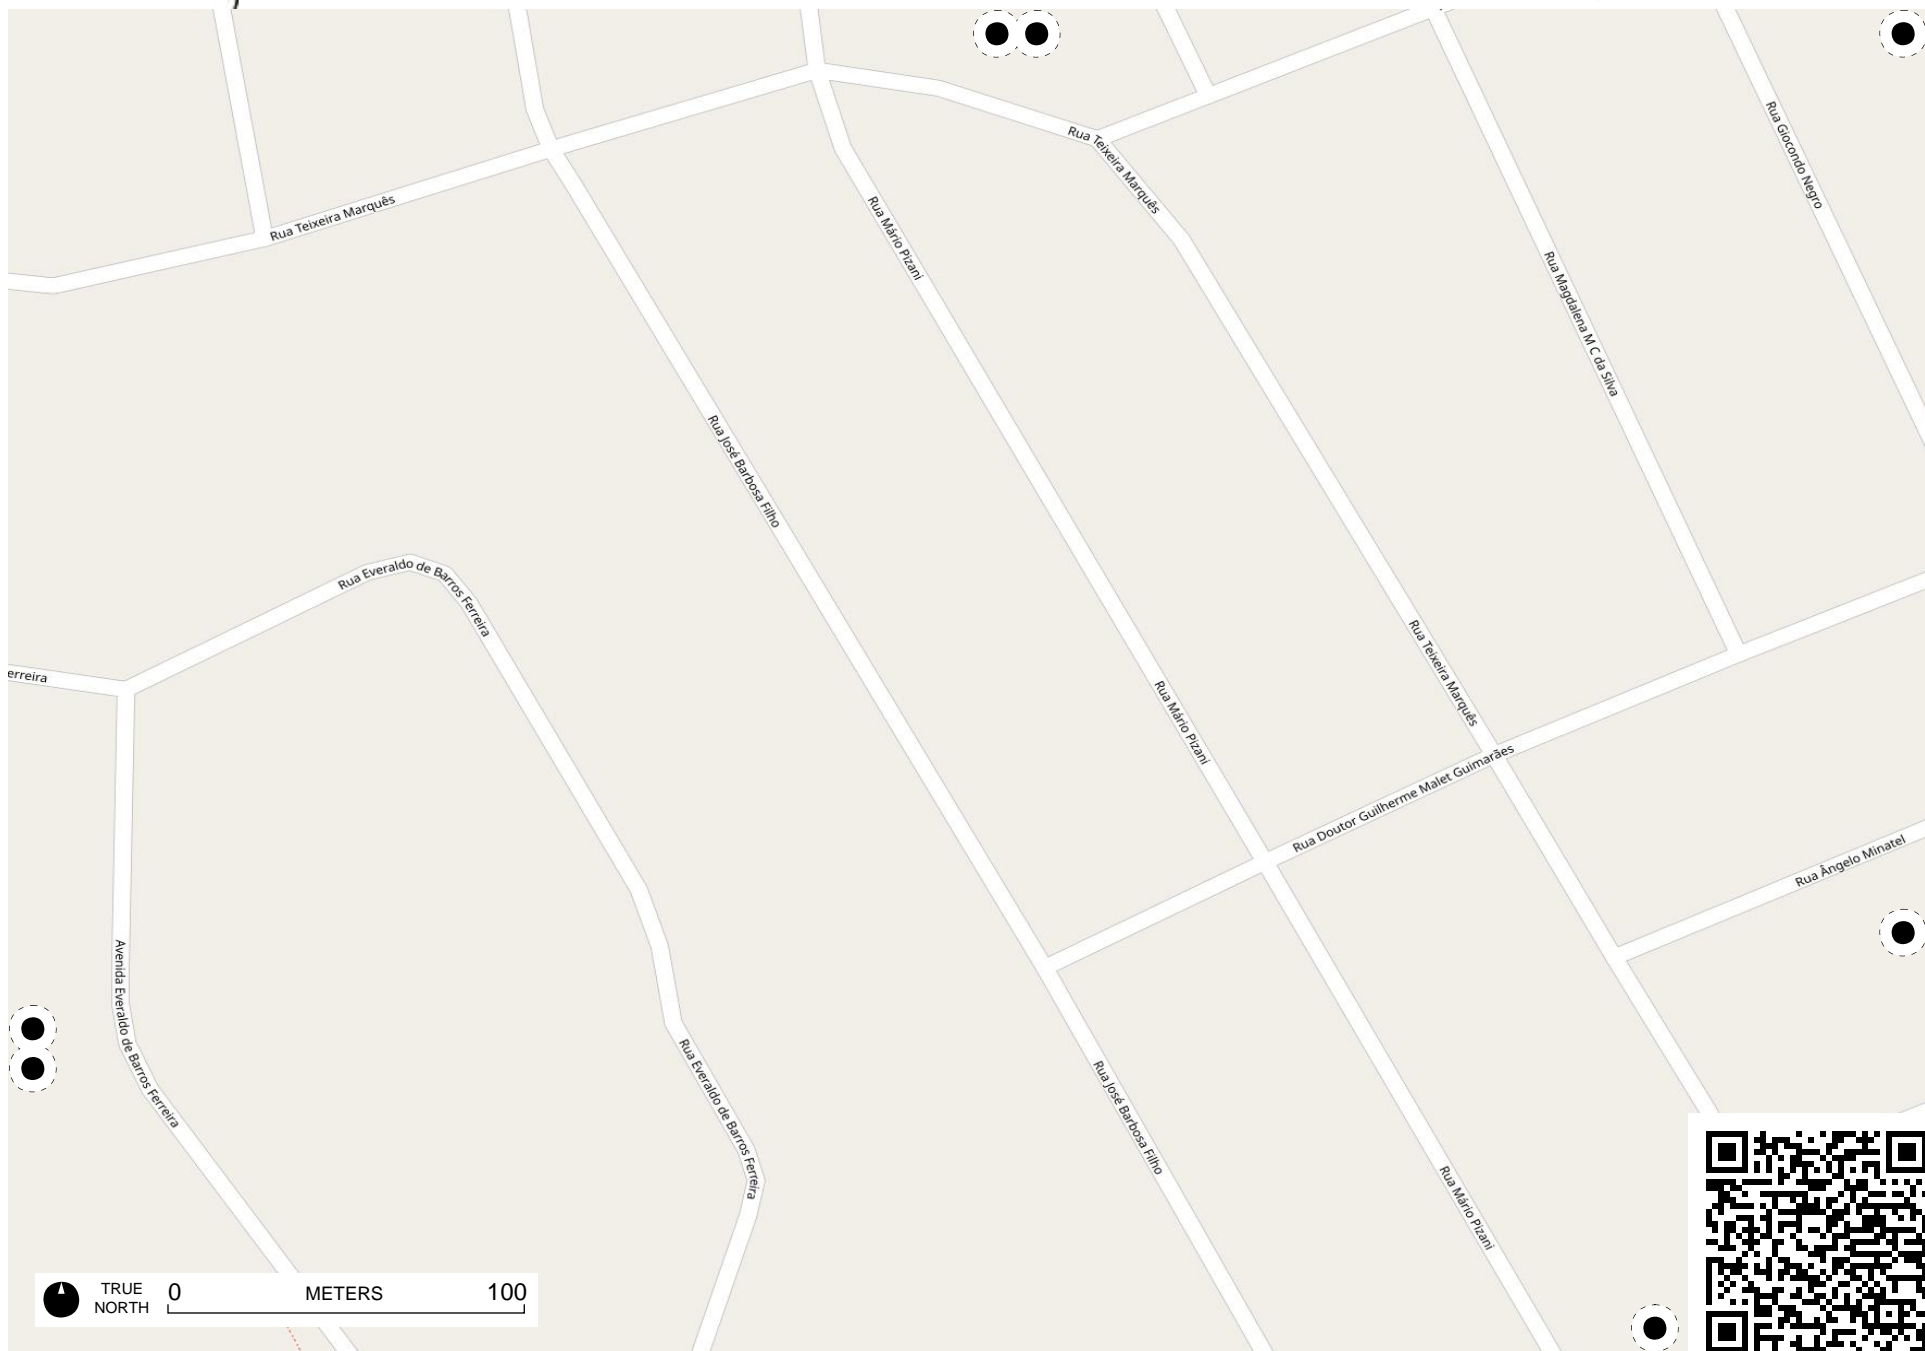 Rua Teixeira Marquês
Rua Giocondo Negro
Rua Teixeira Marquês
Rua Mário Pizani
Rua Magdalena M C da Silva
Rua José Barbosa Filho
Rua Everaldo de Barros Ferreira
Rua Teixeira Marquês
erreira
Rua Mário Pizani
Rua Doutor Guilherme Malet Guimarães
Rua Ângelo Minatel
Avenida Everaldo de Barros Ferreira
Rua Everaldo de Barros Ferreira
Rua José Barbosa Filho
Rua Mário Pizani
TRUE
NORTH
0 METERS 100